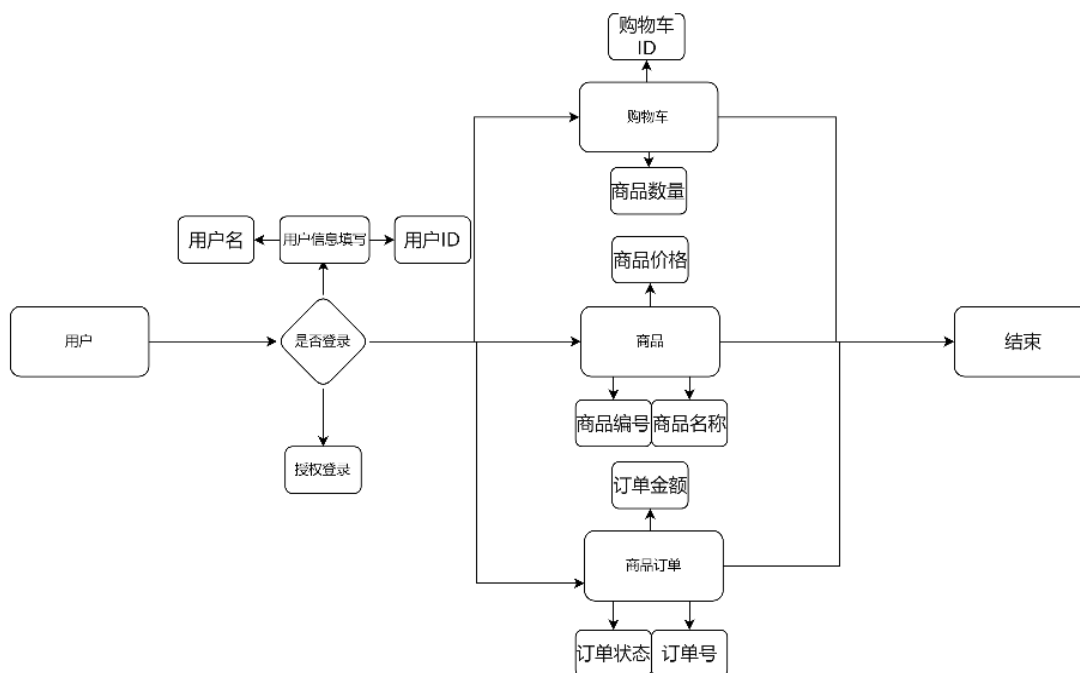 购物车
ID
购物车
商品数量
用户名
用户信息填写
用户ID
商品价格
用户
是否登录
商品
结束
商品编号
商品名称
授权登录
订单金额
商品订单
订单状态
订单号